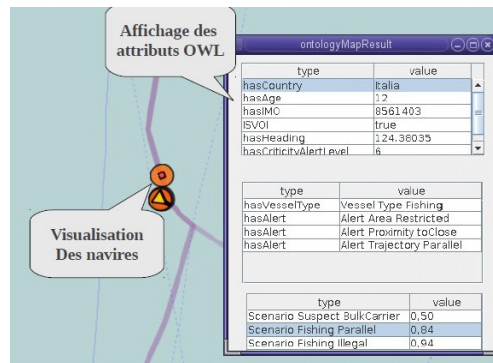 Affichage des
attributs OWL
ontologyMapResult
type value
hasCountry Italia
hasAge 12
hasIMO 8561403
ISVOI true
hasHeading 124.38035
hasCriticityAlertLevel 6
Visualisation
Des navires
type value
hasVesselType Vessel Type Fishing
hasAlert Alert Area Restricted
hasAlert Alert Proximity toClose
hasAlert Alert Trajectory Parallel
type value
Scenario Suspect BulkCarrier 0,50
Scenario Fishing Parallel 0,84
Scenario Fishing Illegal 0,94